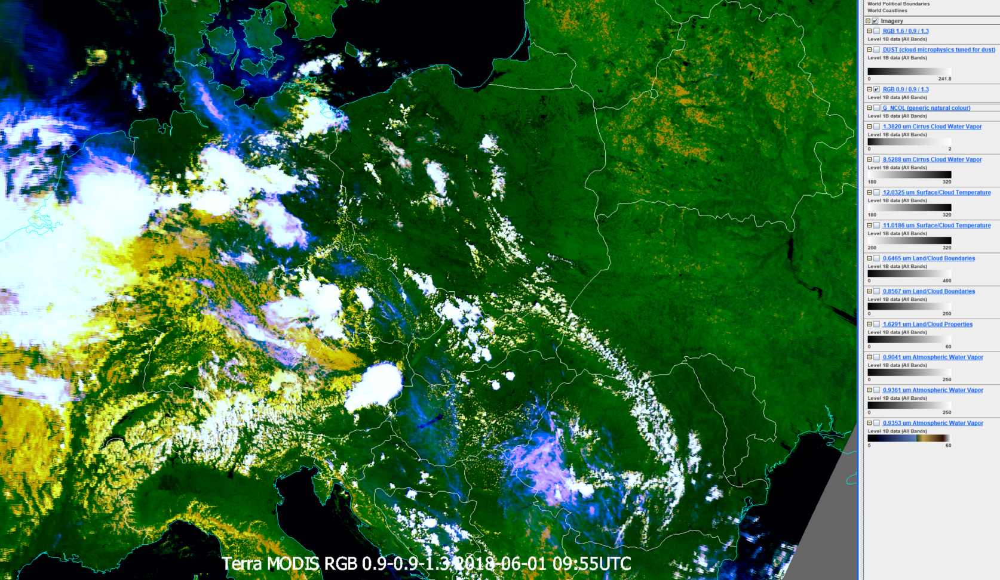 World Political Boundaries
World Coastlines
Imagery
RGB 1.6 / 0.9 / 1.3
Level 1B data (All Bands)
DUST (cloud microphysics tuned for dust)
Level 1B data (All Bands)
0 241.8
RGB 0.9 / 0.9 / 1.3
Level 1B data (All Bands)
G_NCOL (generic natural colour)
Level 1B data (All Bands)
1.3820 um Cirrus Cloud Water Vapor
Level 1B data (All Bands)
0 2
8.5288 um Cirrus Cloud Water Vapor
Level 1B data (All Bands)
180 320
12.0325 um Surface/Cloud Temperature
Level 1B data (All Bands)
180 320
11.0186 um Surface/Cloud Temperature
Level 1B data (All Bands)
200 320
0.6465 um Land/Cloud Boundaries
Level 1B data (All Bands)
0 400
0.8567 um Land/Cloud Boundaries
Level 1B data (All Bands)
0 250
1.6291 um Land/Cloud Properties
Level 1B data (All Bands)
0 60
0.9041 um Atmospheric Water Vapor
Level 1B data (All Bands)
0 250
0.9361 um Atmospheric Water Vapor
Level 1B data (All Bands)
0 250
0.9353 um Atmospheric Water Vapor
Level 1B data (All Bands)
5 60
Terra MODIS RGB 0.9-0.9-1.3 2018-06-01 09:55UTC